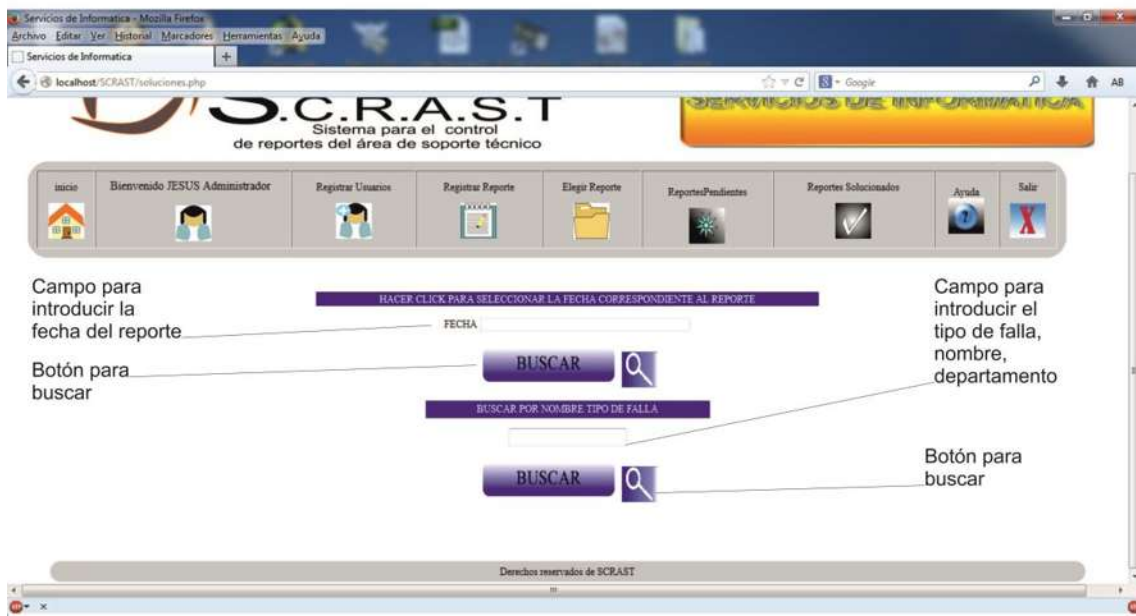 Servicios de Informatica - Mozilla Firefox
Archivo Editar Ver Historial Marcadores Herramientas Ayuda
Servicios de Informatica +
localhost/SCRAST/soluciones.php
Google
AB
S.C.R.A.S.T
Sistema para el control
de reportes del área de soporte técnico
SERVICIOS DE INFORMATICA
inicio
Bienvenido JESUS Administrador
Registrar Usuarios
Registrar Reporte
Elegir Reporte
ReportesPendientes
Reportes Solucionados
Ayuda
Salir
Campo para
introducir la
fecha del reporte
Botón para
buscar
HACER CLICK PARA SELECCIONAR LA FECHA CORRESPONDIENTE AL REPORTE
FECHA
BUSCAR
BUSCAR POR NOMBRE TIPO DE FALLA
BUSCAR
Campo para
introducir el
tipo de falla,
nombre,
departamento
Botón para
buscar
Derechos reservados de SCRAST